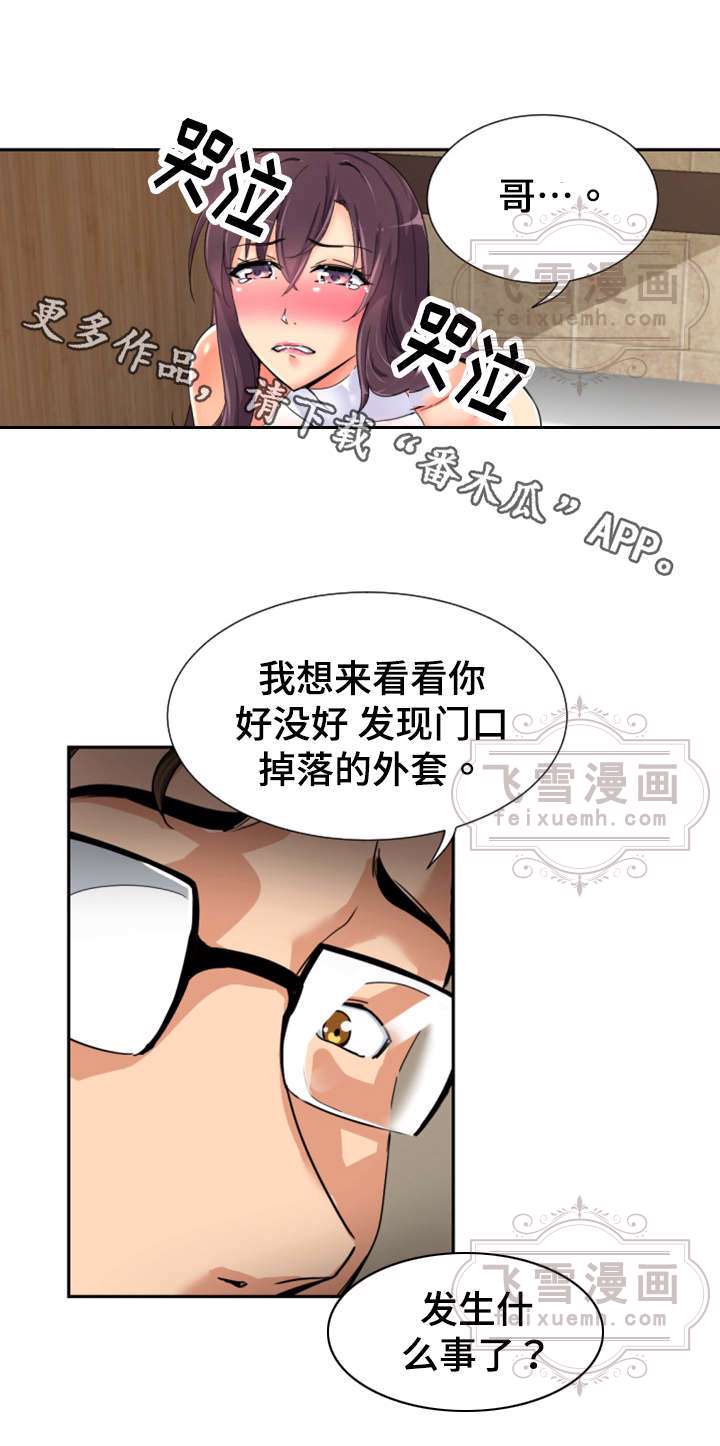 哭泣
哥…。
飞雪漫画
feixuemh.com
哭泣
更多作品，请下载“番木瓜”APP。
我想来看看你
好没好 发现门口
掉落的外套。
飞雪漫画
feixuemh.com
飞雪漫画
feixuemh.com
发生什
么事了？